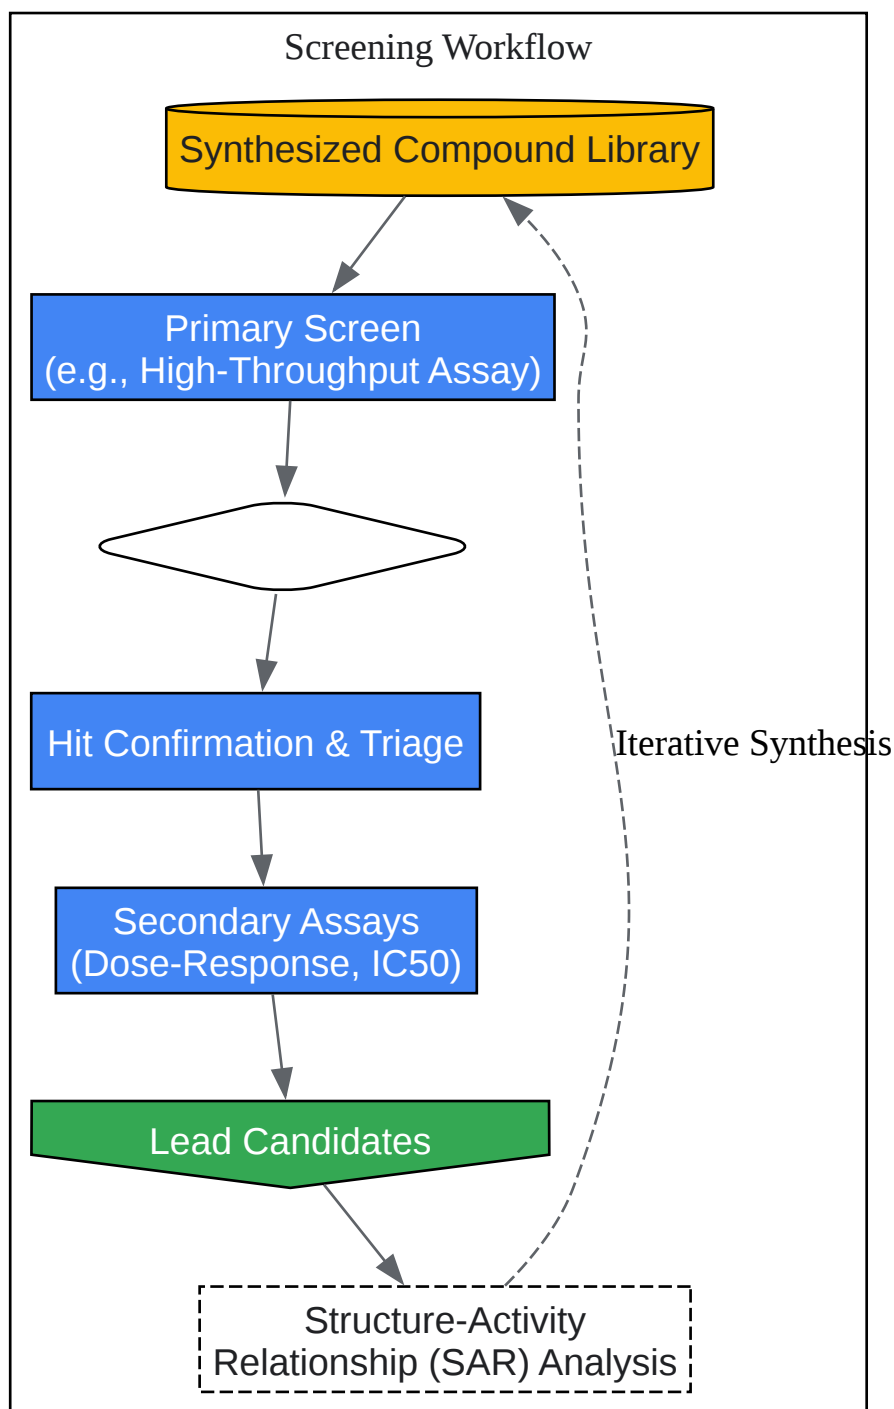 Screening Workflow
Synthesized Compound Library
Primary Screen
(e.g., High-Throughput Assay)
Hit Confirmation & Triage
Iterative Synthesis
Secondary Assays
(Dose-Response, IC50)
Lead Candidates
Structure-Activity
Relationship (SAR) Analysis